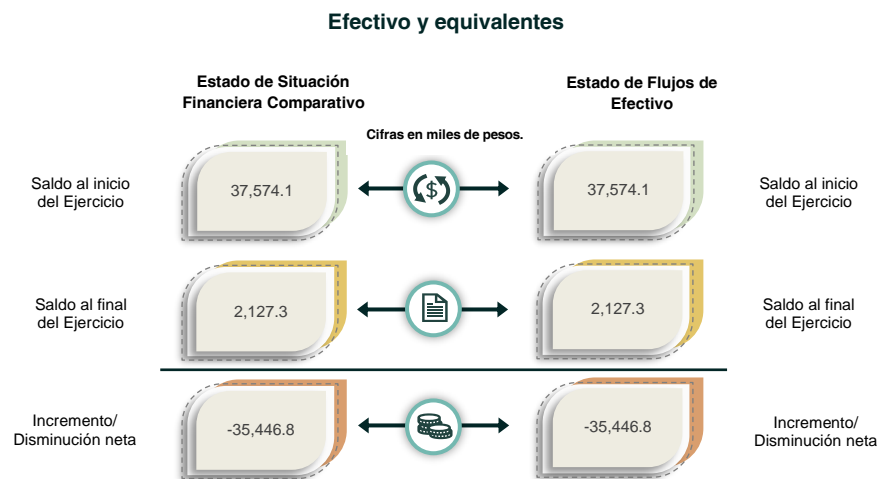 Efectivo y equivalentes
Estado de Situación
Financiera Comparativo
Estado de Flujos de
Efectivo
Cifras en miles de pesos.
Saldo al inicio
del Ejercicio
37,574.1
$
37,574.1
Saldo al inicio
del Ejercicio
Saldo al final
del Ejercicio
2,127.3
2,127.3
Saldo al final
del Ejercicio
Incremento/
Disminución neta
-35,446.8
-35,446.8
Incremento/
Disminución neta